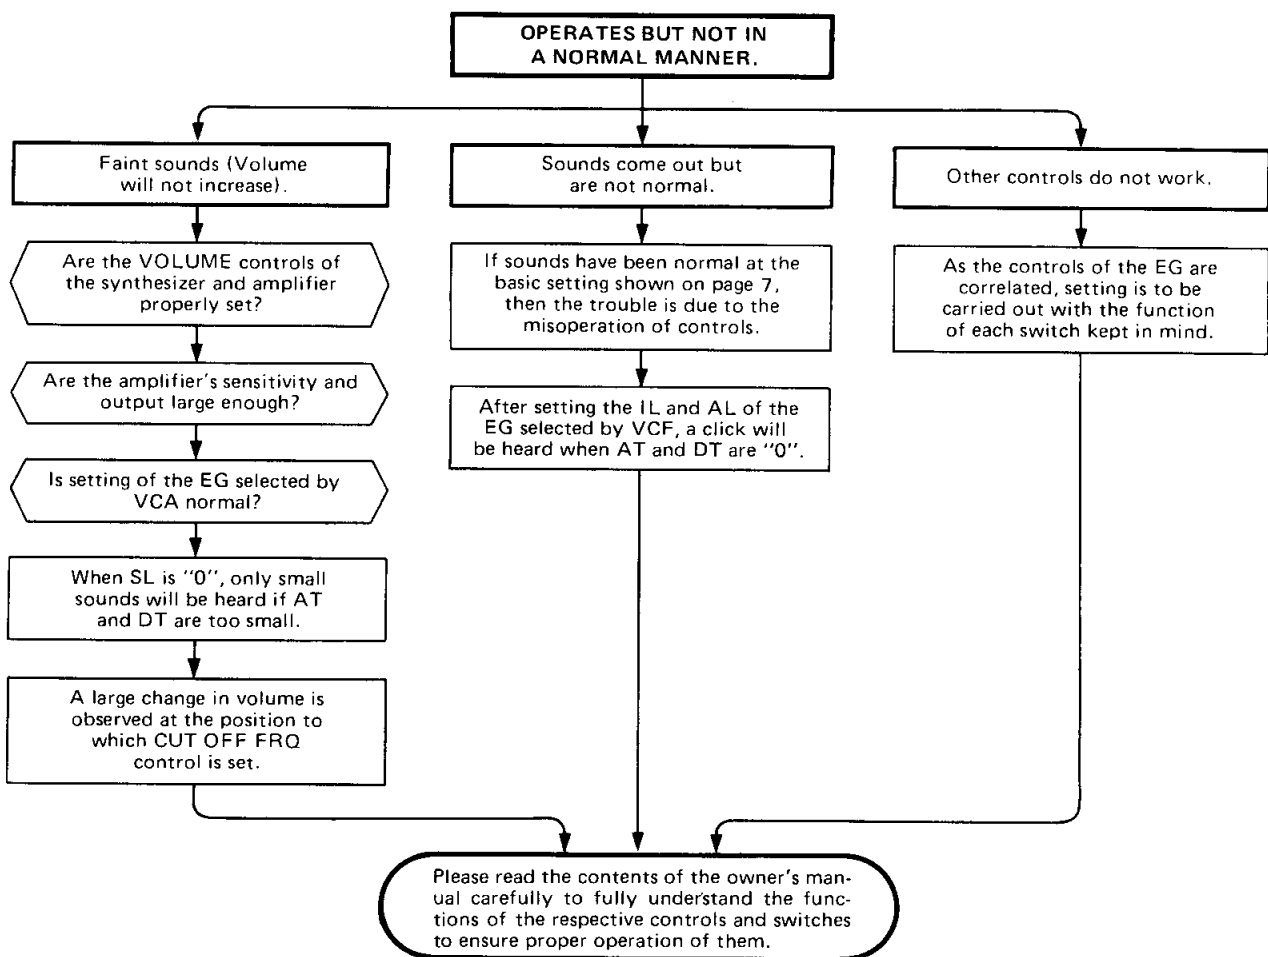 OPERATES BUT NOT IN
A NORMAL MANNER.
Faint sounds (Volume
will not increase).
Are the VOLUME controls of
the synthesizer and amplifier
properly set?
Are the amplifier's sensitivity and
output large enough?
Is setting of the EG selected by
VCA normal?
When SL is "0", only small
sounds will be heard if AT
and DT are too small.
A large change in volume is
observed at the position to
which CUT OFF FRQ
control is set.
Sounds come out but
are not normal.
If sounds have been normal at the
basic setting shown on page 7,
then the trouble is due to the
misoperation of controls.
After setting the IL and AL of the
EG selected by VCF, a click will
be heard when AT and DT are "0".
Other controls do not work.
As the controls of the EG are
correlated, setting is to be
carried out with the function
of each switch kept in mind.
Please read the contents of the owner's man-
ual carefully to fully understand the func-
tions of the respective controls and switches
to ensure proper operation of them.